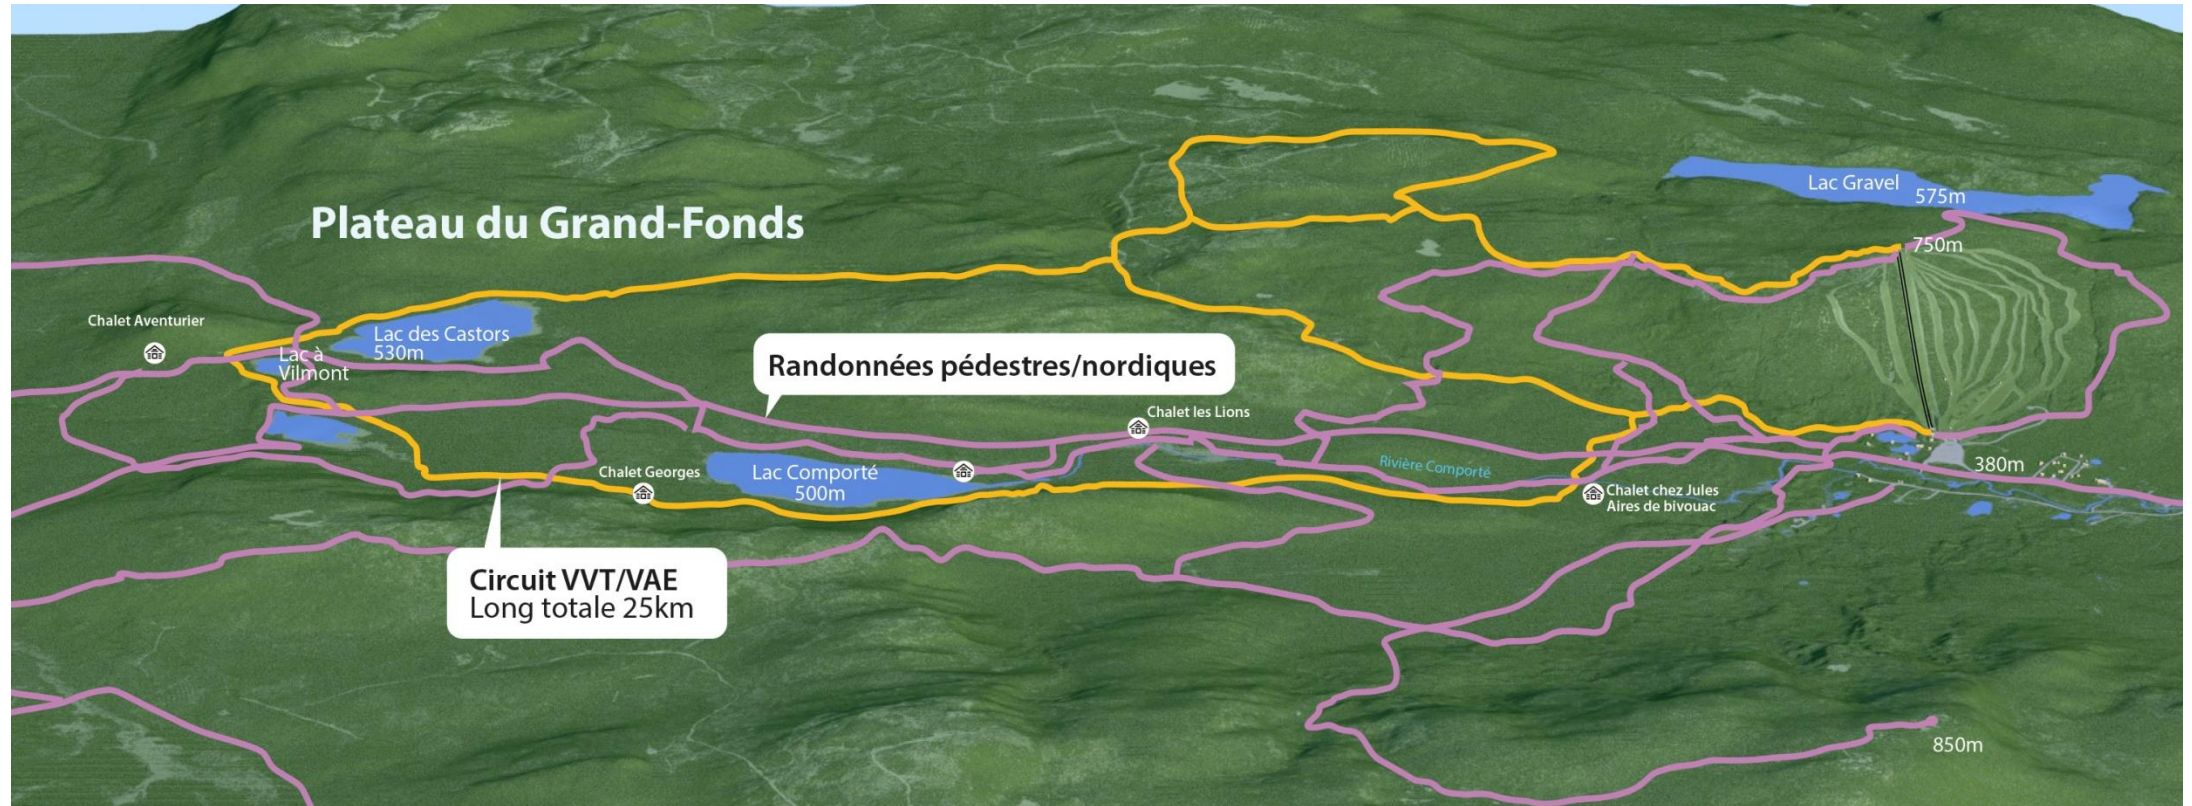 Lac Gravel
575m
Plateau du Grand-Fonds
750m
Chalet Aventurier
Lac des Castors
530m
Lac à
Vilmont
Randonnées pédestres/nordiques
Chalet les Lions
Chalet Georges
Lac Comporté
500m
Rivière Comporté
380m
Chalet chez Jules
Aires de bivouac
Circuit VVT/VAE
Long totale 25km
850m